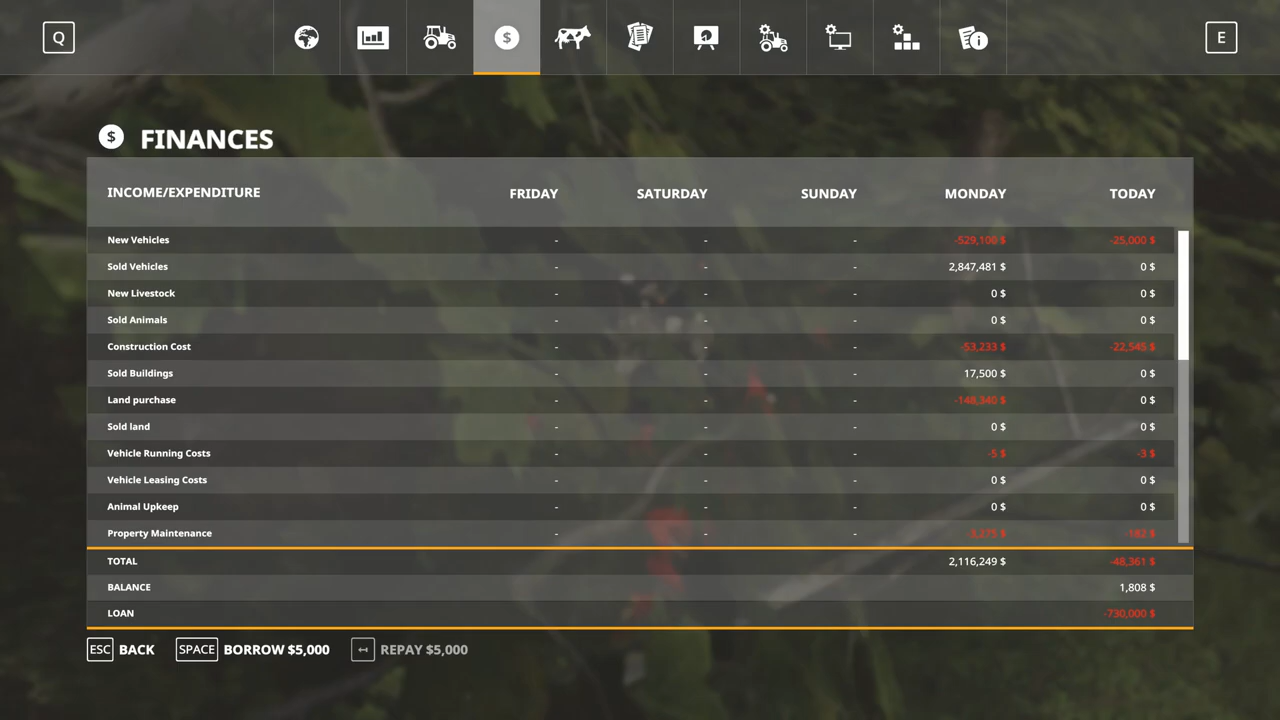 Q
$
E
$ FINANCES
INCOME/EXPENDITURE FRIDAY SATURDAY SUNDAY MONDAY TODAY
New Vehicles - - - -529,100 $ -25,000 $
Sold Vehicles - - - 2,847,481 $ 0 $
New Livestock - - - 0 $ 0 $
Sold Animals - - - 0 $ 0 $
Construction Cost - - - -53,233 $ -22,545 $
Sold Buildings - - - 17,500 $ 0 $
Land purchase - - - -148,340 $ 0 $
Sold land - - - 0 $ 0 $
Vehicle Running Costs - - - -5 $ -3 $
Vehicle Leasing Costs - - - 0 $ 0 $
Animal Upkeep - - - 0 $ 0 $
Property Maintenance - - - -3,275 $ -182 $
TOTAL 2,116,249 $ -48,361 $
BALANCE 1,808 $
LOAN -730,000 $
ESC BACK SPACE BORROW $5,000 REPAY $5,000